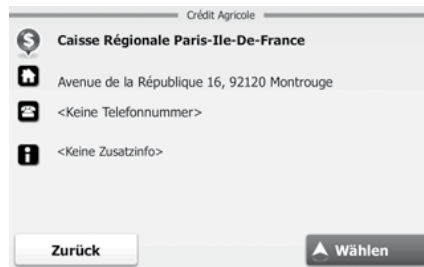 Crédit Agricole
Caisse Régionale Paris-Ile-De-France
Avenue de la République 16, 92120 Montrouge
<Keine Telefonnummer>
<Keine Zusatzinfo>
Zurück
Wählen